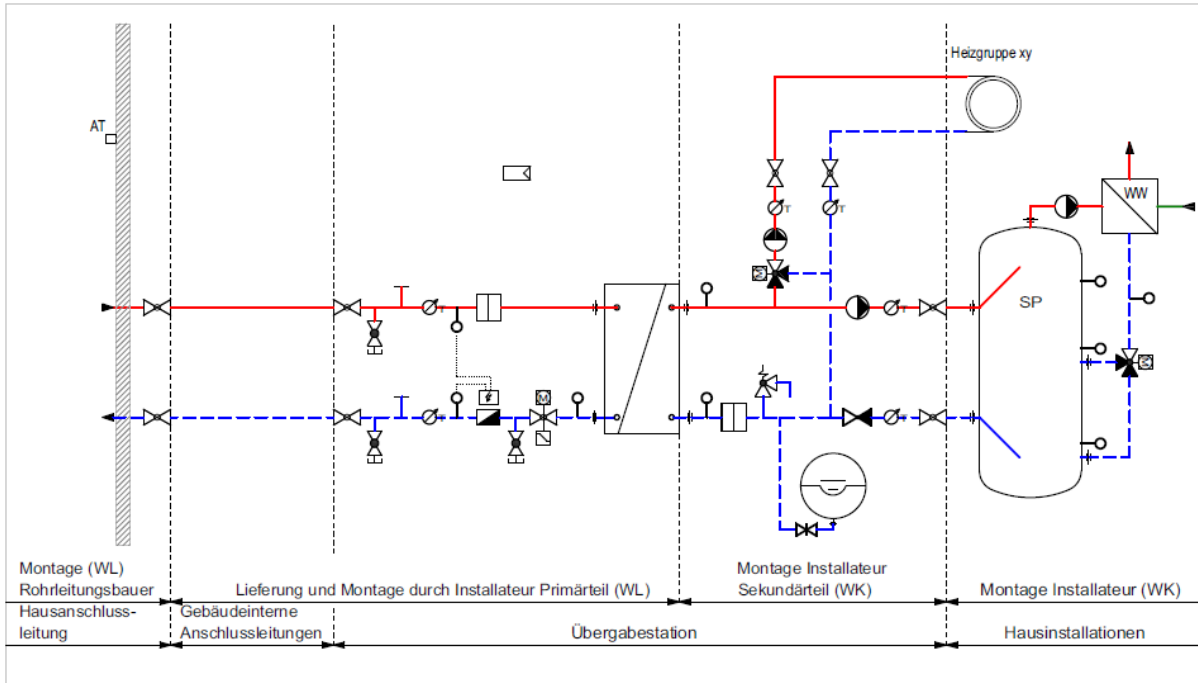 Heizgruppe xy
AT
T
T
WW
M
T
SP
T
M
T
M
T
Montage (WL)
Rohrleitungsbauer
Lieferung und Montage durch Installateur Primärteil (WL)
Montage Installateur
Sekundärteil (WK)
Montage Installateur (WK)
Hausanschluss-
leitung
Gebäudeinterne
Anschlussleitungen
Übergabestation
Hausinstallationen